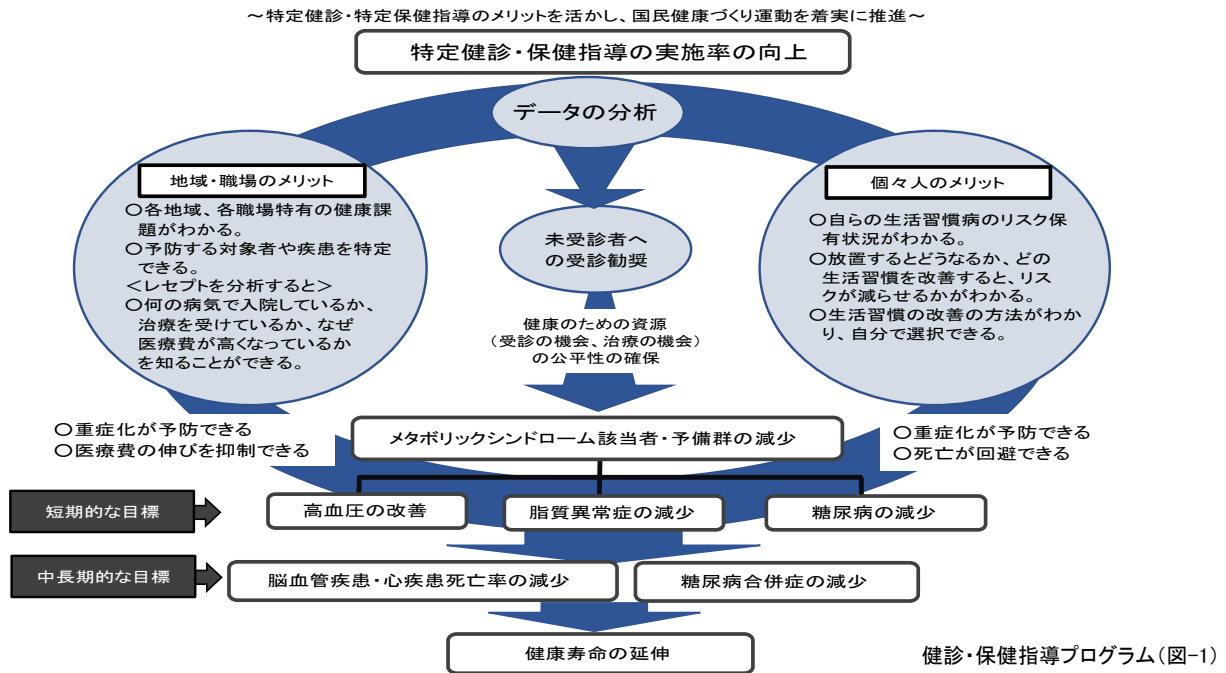 ～特定健診・特定保健指導のメリットを活かし、国民健康づくり運動を着実に推進～
特定健診・保健指導の実施率の向上
データの分析
地域・職場のメリット
〇各地域、各職場特有の健康課
題がわかる。
〇予防する対象者や疾患を特定
できる。
＜レセプトを分析すると＞
〇何の病気で入院しているか、
治療を受けているか、なぜ
医療費が高くなっているか
を知ることができる。
未受診者へ
の受診勧奨
健康のための資源
（受診の機会、治療の機会）
の公平性の確保
個々人のメリット
〇自らの生活習慣病のリスク保
有状況がわかる。
〇放置するとどうなるか、どの
生活習慣を改善すると、リス
クが減らせるかがわかる。
〇生活習慣の改善の方法がわか
り、自分で選択できる。
〇重症化が予防できる
〇医療費の伸びを抑制できる
メタボリックシンドローム該当者・予備群の減少
〇重症化が予防できる
〇死亡が回避できる
短期的な目標
高血圧の改善
脂質異常症の減少
糖尿病の減少
中長期的な目標
脳血管疾患・心疾患死亡率の減少
糖尿病合併症の減少
健康寿命の延伸
健診・保健指導プログラム（図-1）